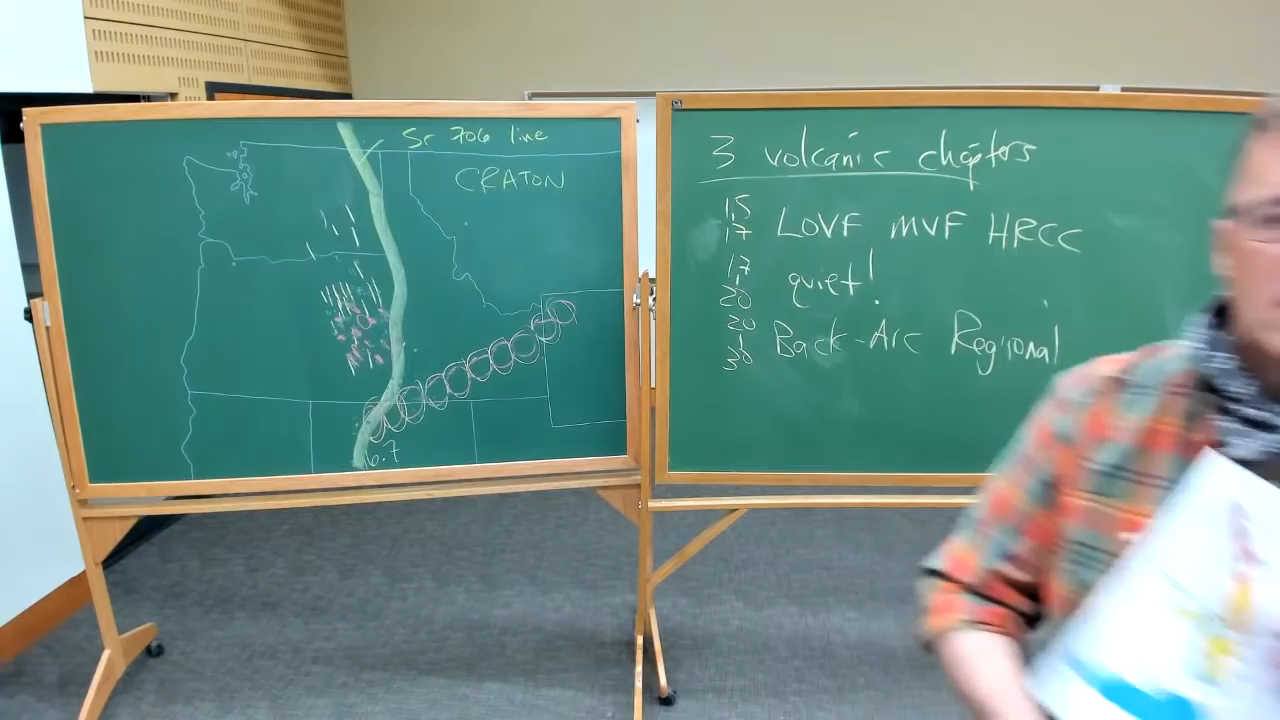 Sr 706 line
CRATON
6.7
3 volcanic chapters
15
17 LOVF MVF HRCC
17
20 quiet!
20
30 Back-Arc Regional